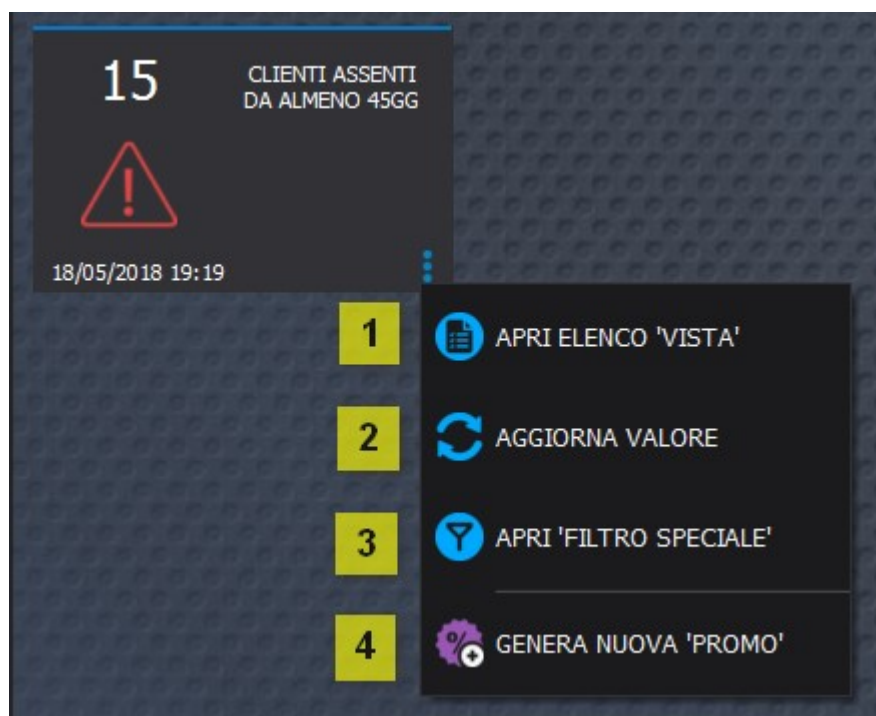 15
CLIENTI ASSENTI
DA ALMENO 45GG
18/05/2018 19:19
1 APRI ELENCO 'VISTA'
2 AGGIORNA VALORE
3 APRI 'FILTRO SPECIALE'
4 GENERA NUOVA 'PROMO'